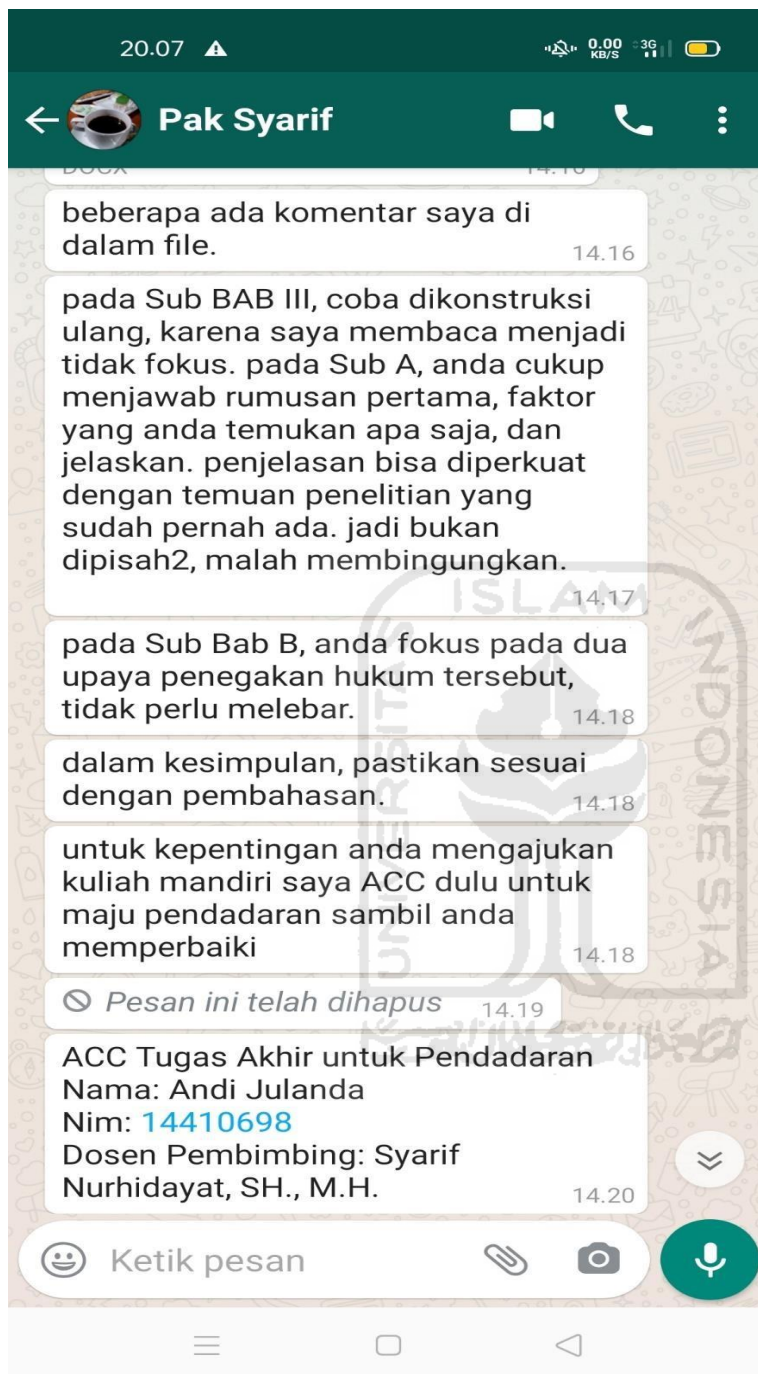 20.07
0.00 KB/S 3G
Pak Syarif
DOCX 14.16
beberapa ada komentar saya di
dalam file.
14.16
pada Sub BAB III, coba dikonstruksi
ulang, karena saya membaca menjadi
tidak fokus. pada Sub A, anda cukup
menjawab rumusan pertama, faktor
yang anda temukan apa saja, dan
jelaskan. penjelasan bisa diperkuat
dengan temuan penelitian yang
sudah pernah ada. jadi bukan
dipisah2, malah membingungkan.
14.17
pada Sub Bab B, anda fokus pada dua
upaya penegakan hukum tersebut,
tidak perlu melebar.
14.18
dalam kesimpulan, pastikan sesuai
dengan pembahasan.
14.18
untuk kepentingan anda mengajukan
kuliah mandiri saya ACC dulu untuk
maju pendadaran sambil anda
memperbaiki
14.18
Pesan ini telah dihapus 14.19
ACC Tugas Akhir untuk Pendadaran
Nama: Andi Julanda
Nim: 14410698
Dosen Pembimbing: Syarif
Nurhidayat, SH., M.H.
14.20
Ketik pesan
UNIVERSITAS
ISLAM
INDONESIA